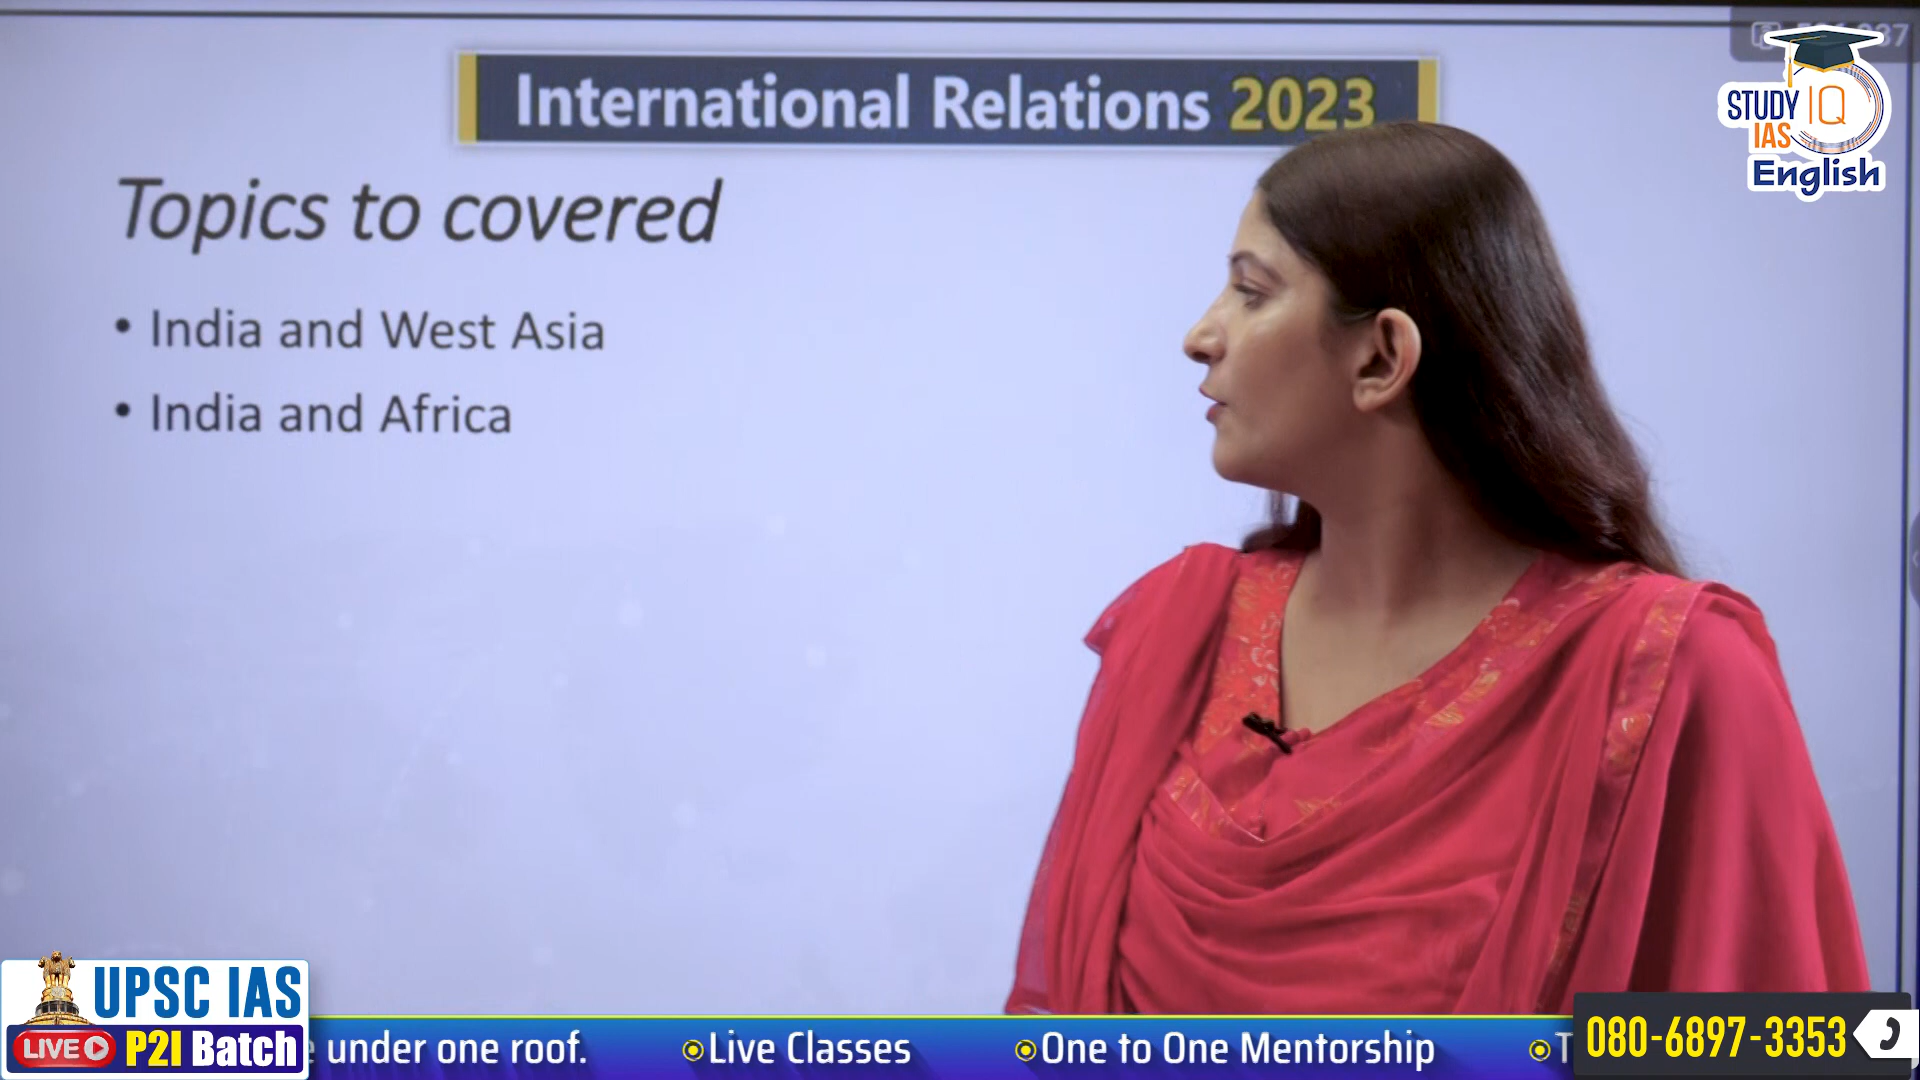 International Relations 2023
STUDY IQ
IAS
English
Topics to covered
• India and West Asia
• India and Africa
UPSC IAS
LIVE P2I Batch
under one roof. Live Classes One to One Mentorship
080-6897-3353